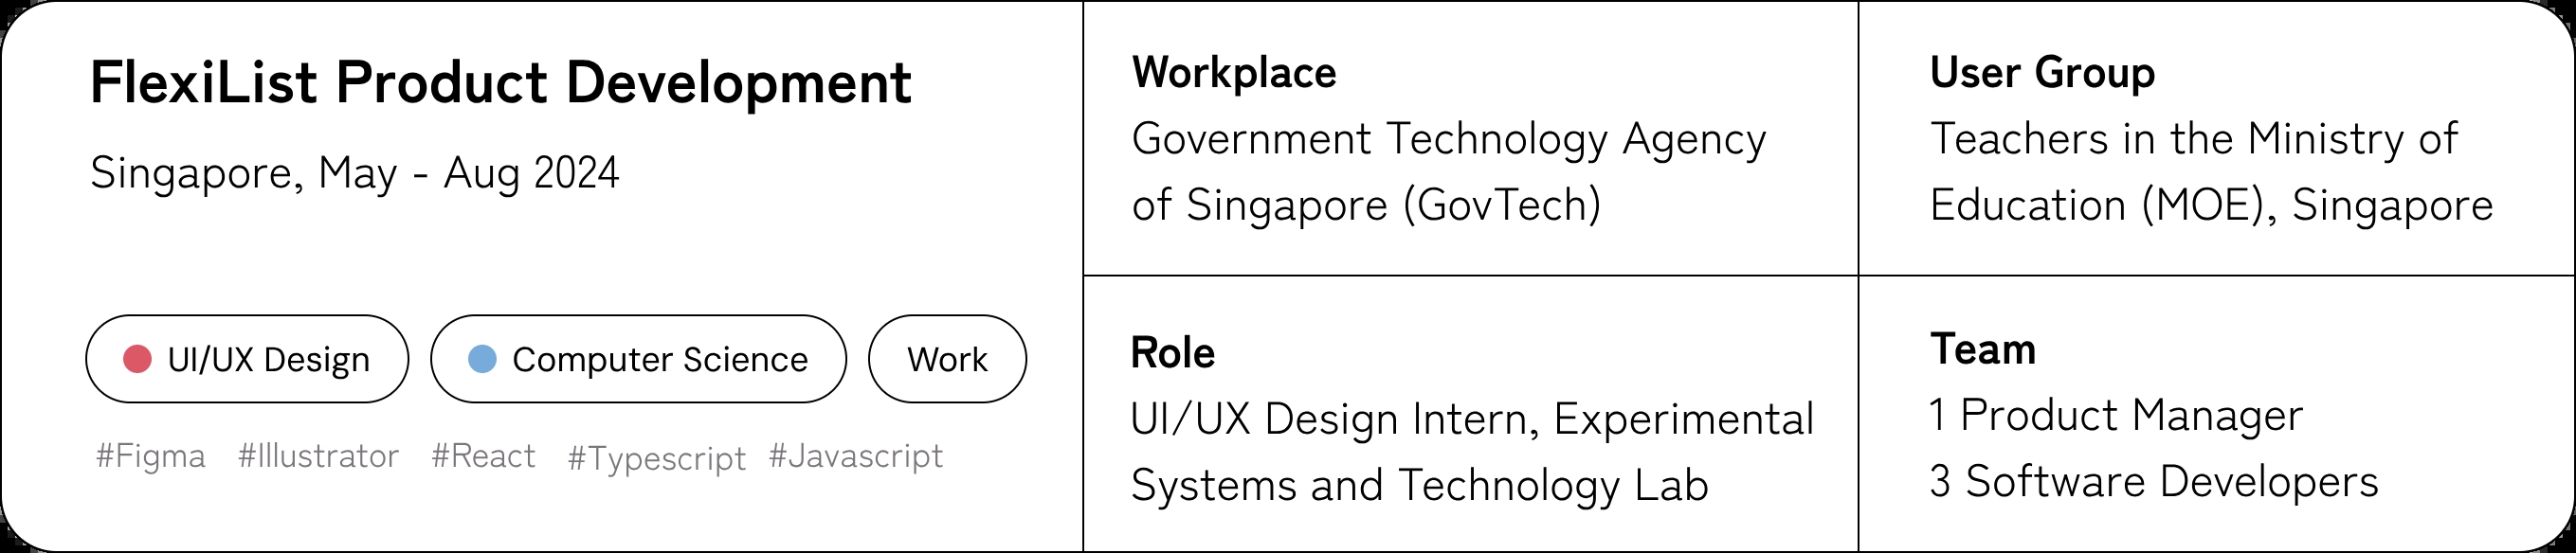 FlexiList Product Development
Singapore, May - Aug 2024
UI/UX Design
Computer Science
Work
#Figma #Illustrator #React #Typescript #Javascript
Workplace
Government Technology Agency
of Singapore (GovTech)
User Group
Teachers in the Ministry of
Education (MOE), Singapore
Role
UI/UX Design Intern, Experimental
Systems and Technology Lab
Team
1 Product Manager
3 Software Developers